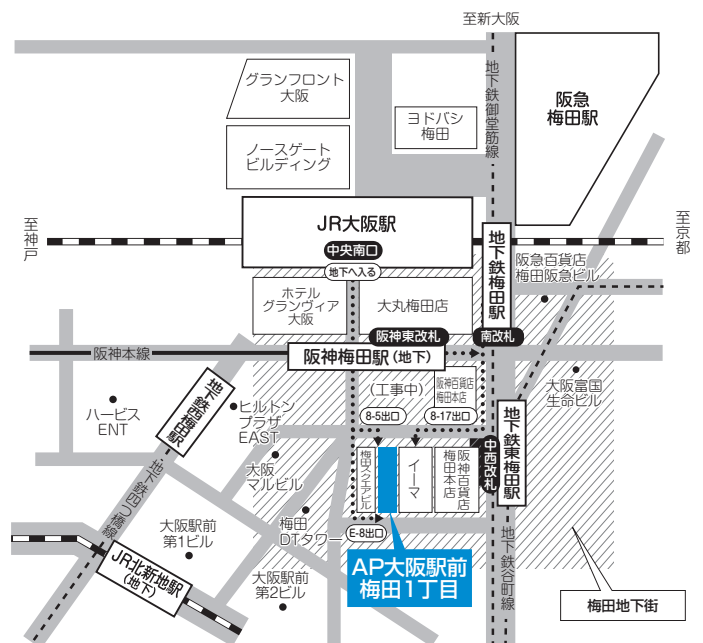 至新大阪
グランフロント
大阪
ヨドバシ
梅田
地下鉄御堂筋線
阪急
梅田駅
ノースゲート
ビルディング
至神戸
JR大阪駅
中央南口
地下へ入る
地下鉄梅田駅
至京都
阪急百貨店
梅田阪急ビル
ホテル
グランヴィア
大阪
大丸梅田店
阪神東改札
南改札
阪神本線
阪神梅田駅(地下)
(工事中)
阪神百貨店
梅田本店
大阪富国
生命ビル
地下鉄西梅田駅
ハービス
ENT
ヒルトン
プラザ
EAST
8-5出口
8-17出口
地下鉄東梅田駅
中西改札
大阪
マルビル
梅田スクエアビル
イーマ
阪神百貨店
梅田本店
地下鉄四つ橋線
大阪駅前
第1ビル
梅田
DTタワー
E-8出口
地下鉄谷町線
JR北新地駅
(地下)
大阪駅前
第2ビル
AP大阪駅前
梅田1丁目
梅田地下街